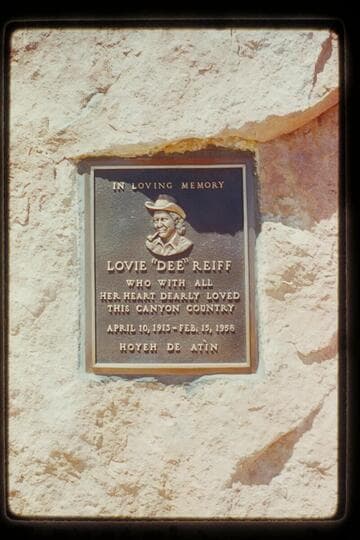 IN LOVING MEMORY
LOVIE "DEE" REIFF
WHO WITH ALL
HER HEART DEARLY LOVED
THIS CANYON COUNTRY
APRIL 10, 1913 - FEB. 15, 1958
HOYEH DE ATIN